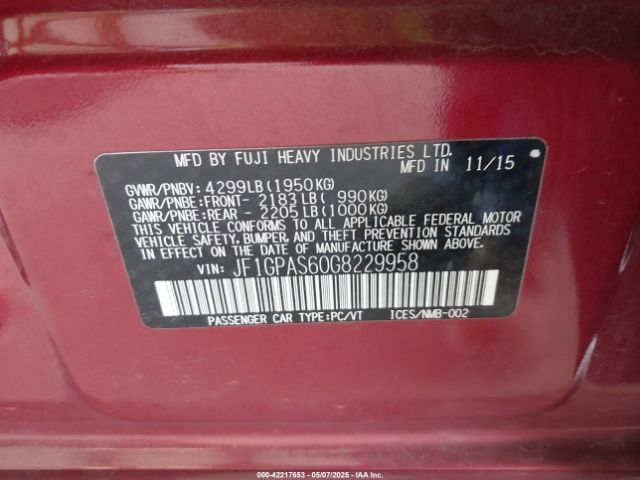 MFD BY FUJI HEAVY INDUSTRIES LTD.
MADE IN 11/15
GVWR/PNBV: 4299LB(1950KG)
GAWR/PNBE:FRONT- 2183LB( 990KG)
GAWR/PNBE:REAR - 2205LB(1000KG)
THIS VEHICLE CONFORMS TO ALL APPLICABLE FEDERAL MOTOR
VEHICLE SAFETY, BUMPER, AND THEFT PREVENTION STANDARDS
IN EFFECT ON THE DATE OF MANUFACTURE SHOWN ABOVE.
VIN: JF1GPAS60G8229958
PASSENGER CAR TYPE:PC/VT ICES/NMB-002
© 42217653 - 05/07/2025 - IAA Holdings, LLC